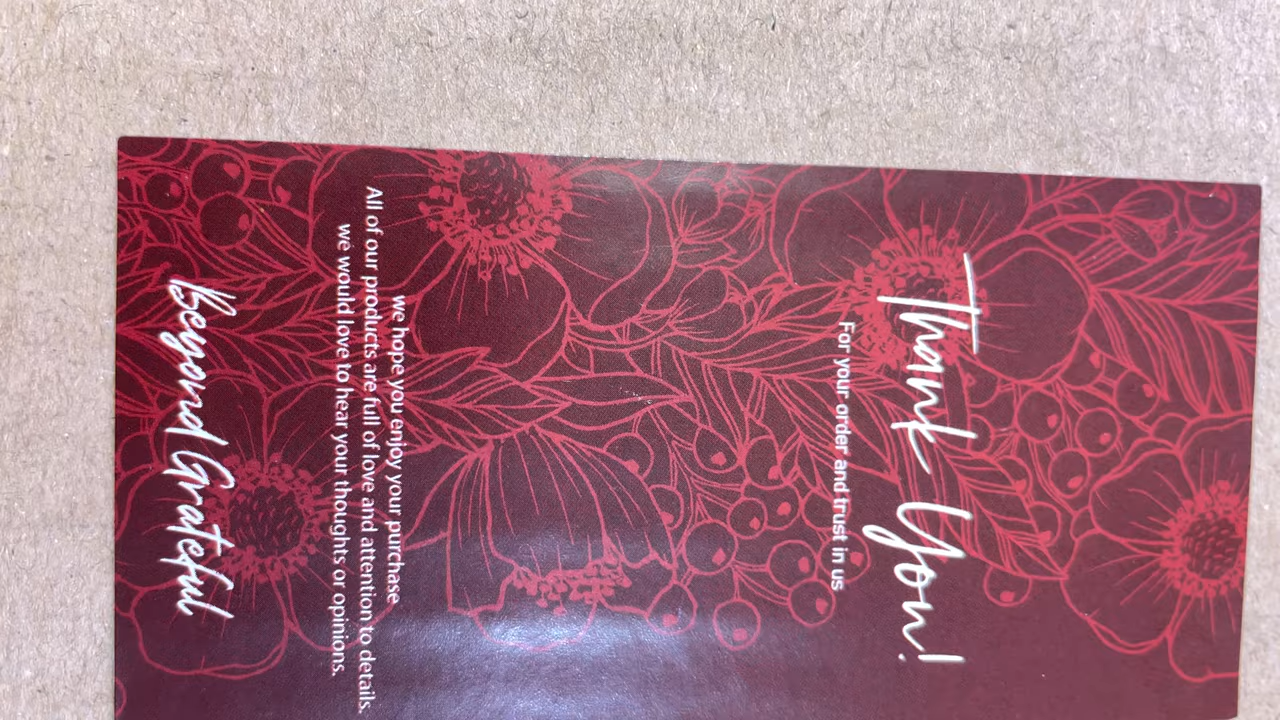 Thank You!
For your order and trust in us
we hope you enjoy your purchase
All of our products are full of love and attention to details.
we would love to hear your thoughts or opinions.
Beyond Grateful